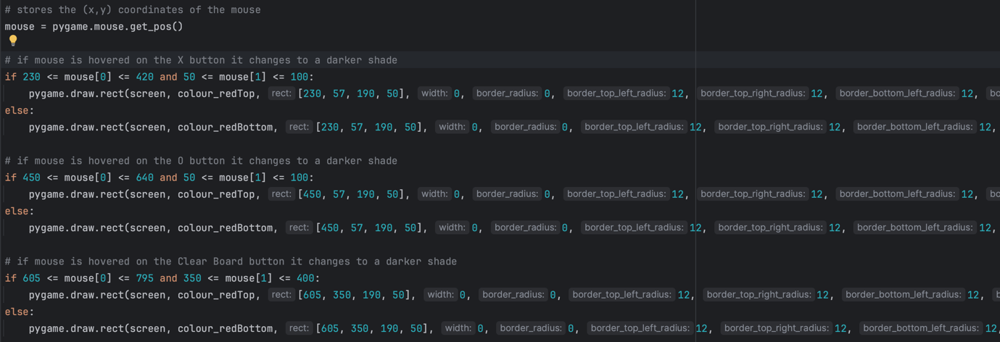 # stores the (x,y) coordinates of the mouse
mouse = pygame.mouse.get_pos()
# if mouse is hovered on the X button it changes to a darker shade
if 230 <= mouse[0] <= 420 and 50 <= mouse[1] <= 100:
pygame.draw.rect(screen, colour_redTop, rect: [230, 57, 190, 50], width: 0, border_radius: 0, border_top_left_radius: 12, border_top_right_radius: 12, border_bottom_left_radius: 12, bo
else:
pygame.draw.rect(screen, colour_redBottom, rect: [230, 57, 190, 50], width: 0, border_radius: 0, border_top_left_radius: 12, border_top_right_radius: 12, border_bottom_left_radius: 12,
# if mouse is hovered on the O button it changes to a darker shade
if 450 <= mouse[0] <= 640 and 50 <= mouse[1] <= 100:
pygame.draw.rect(screen, colour_redTop, rect: [450, 57, 190, 50], width: 0, border_radius: 0, border_top_left_radius: 12, border_top_right_radius: 12, border_bottom_left_radius: 12, bo
else:
pygame.draw.rect(screen, colour_redBottom, rect: [450, 57, 190, 50], width: 0, border_radius: 0, border_top_left_radius: 12, border_top_right_radius: 12, border_bottom_left_radius: 12,
# if mouse is hovered on the Clear Board button it changes to a darker shade
if 605 <= mouse[0] <= 795 and 350 <= mouse[1] <= 400:
pygame.draw.rect(screen, colour_redTop, rect: [605, 350, 190, 50], width: 0, border_radius: 0, border_top_left_radius: 12, border_top_right_radius: 12, border_bottom_left_radius: 12,
else:
pygame.draw.rect(screen, colour_redBottom, rect: [605, 350, 190, 50], width: 0, border_radius: 0, border_top_left_radius: 12, border_top_right_radius: 12, border_bottom_left_radius: 12,